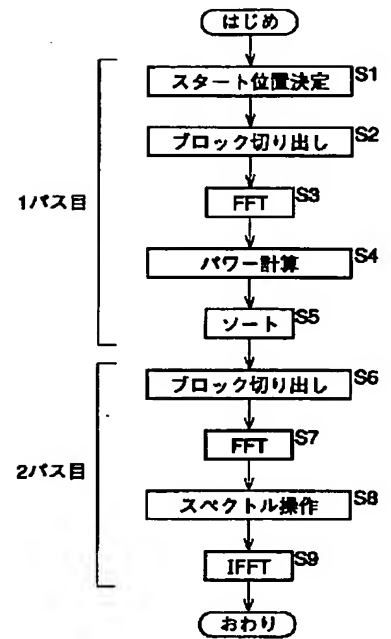 はじめ
スタート位置決定 S1
ブロック切り出し S2
FFT S3
1パス目
パワー計算 S4
ソート S5
ブロック切り出し S6
FFT S7
2パス目
スペクトル操作 S8
IFFT S9
おわり